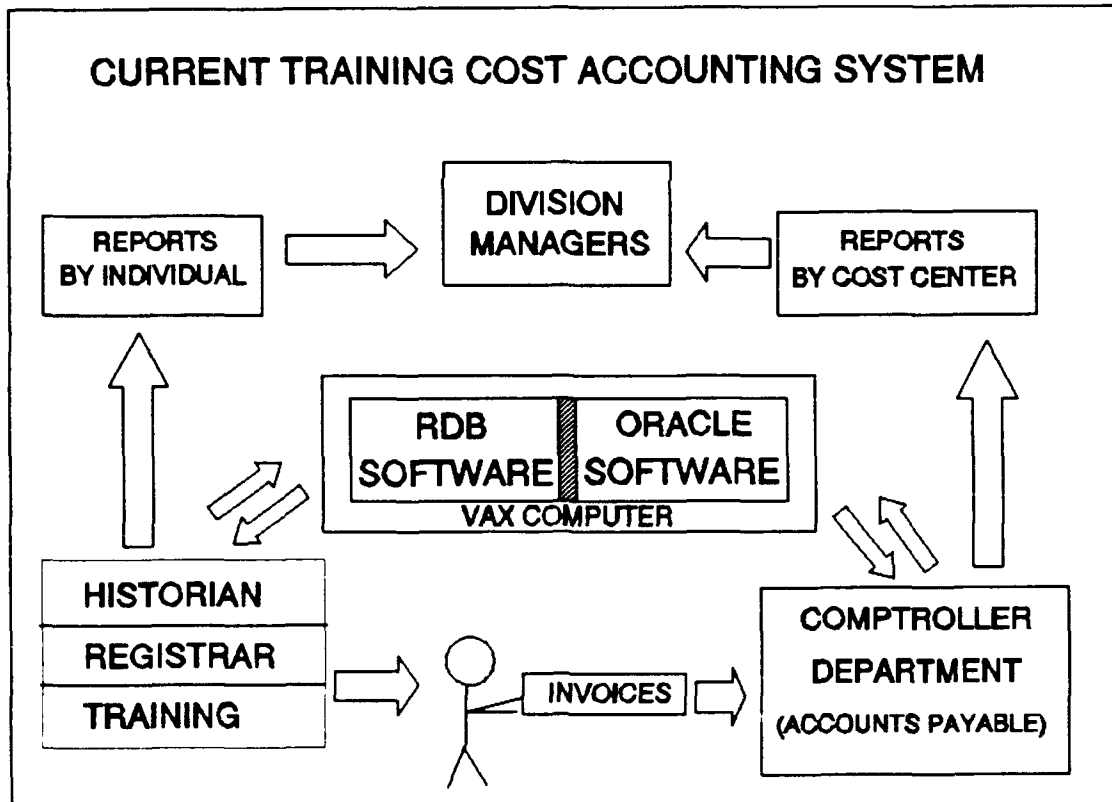 CURRENT TRAINING COST ACCOUNTING SYSTEM
DIVISION
MANAGERS
REPORTS
BY INDIVIDUAL
REPORTS
BY COST CENTER
RDB
SOFTWARE
ORACLE
SOFTWARE
VAX COMPUTER
HISTORIAN
REGISTRAR
TRAINING
INVOICES
COMPTROLLER
DEPARTMENT
(ACCOUNTS PAYABLE)